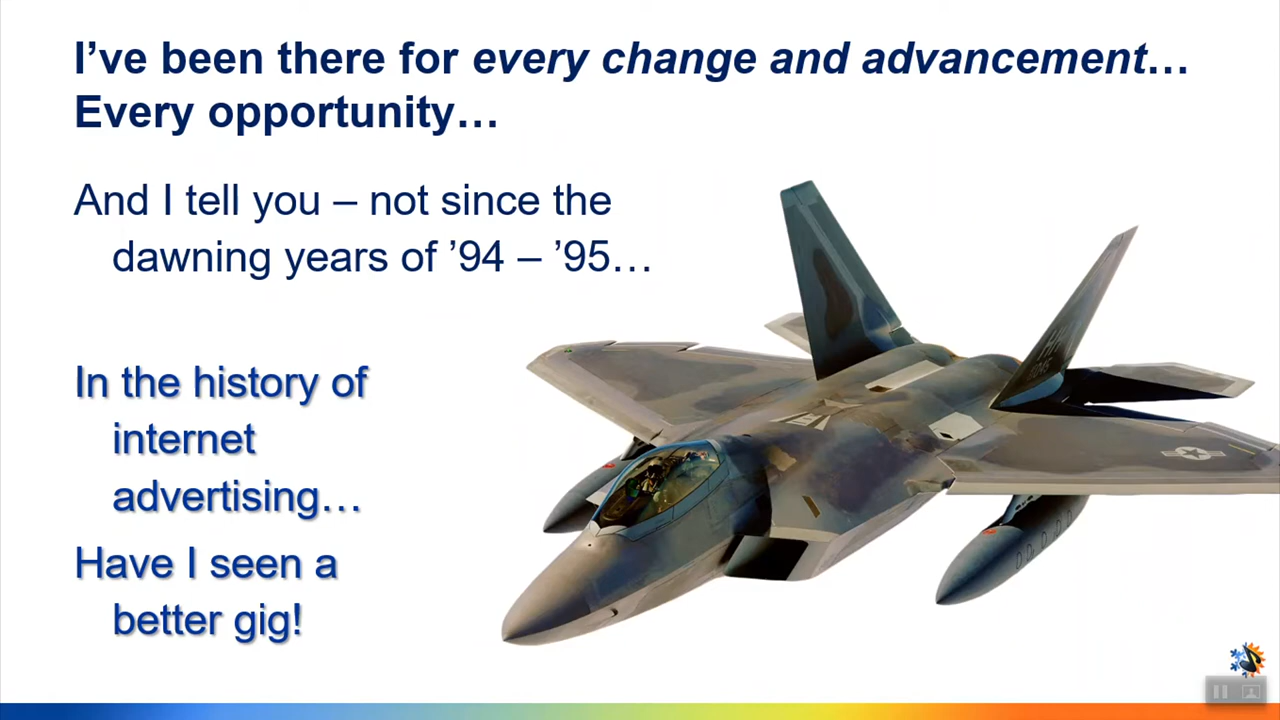 I’ve been there for every change and advancement…
Every opportunity…
And I tell you – not since the
dawning years of ’94 – ’95…
In the history of
internet
advertising…
Have I seen a
better gig!